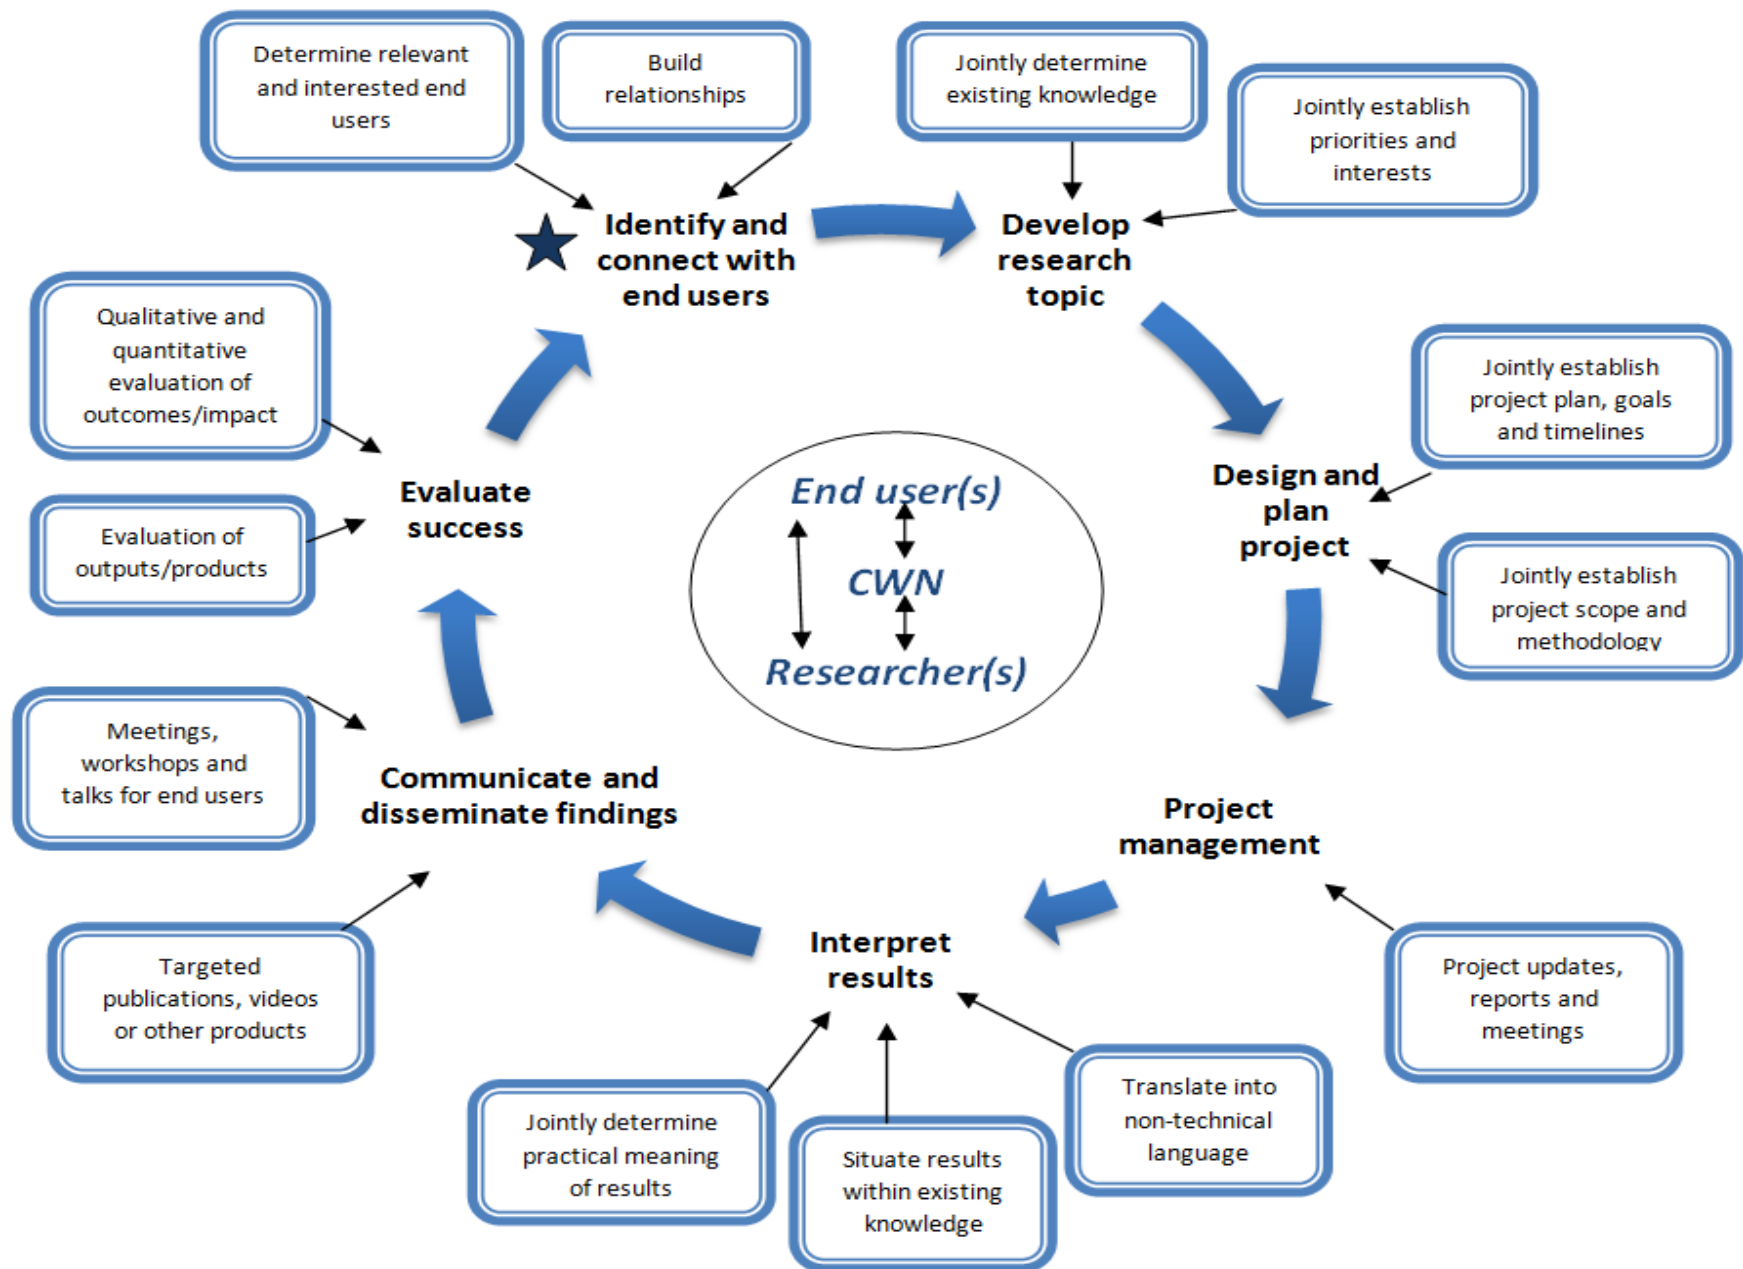 Determine relevant
and interested end
users
Build
relationships
Jointly determine
existing knowledge
Jointly establish
priorities and
interests
Identify and
connect with
end users
Develop
research
topic
Qualitative and
quantitative
evaluation of
outcomes/impact
Jointly establish
project plan, goals
and timelines
Evaluate
success
End user(s)
CWN
Researcher(s)
Design and
plan
project
Evaluation of
outputs/products
Jointly establish
project scope and
methodology
Meetings,
workshops and
talks for end users
Communicate and
disseminate findings
Project
management
Targeted
publications, videos
or other products
Interpret
results
Project updates,
reports and
meetings
Jointly determine
practical meaning
of results
Situate results
within existing
knowledge
Translate into
non-technical
language